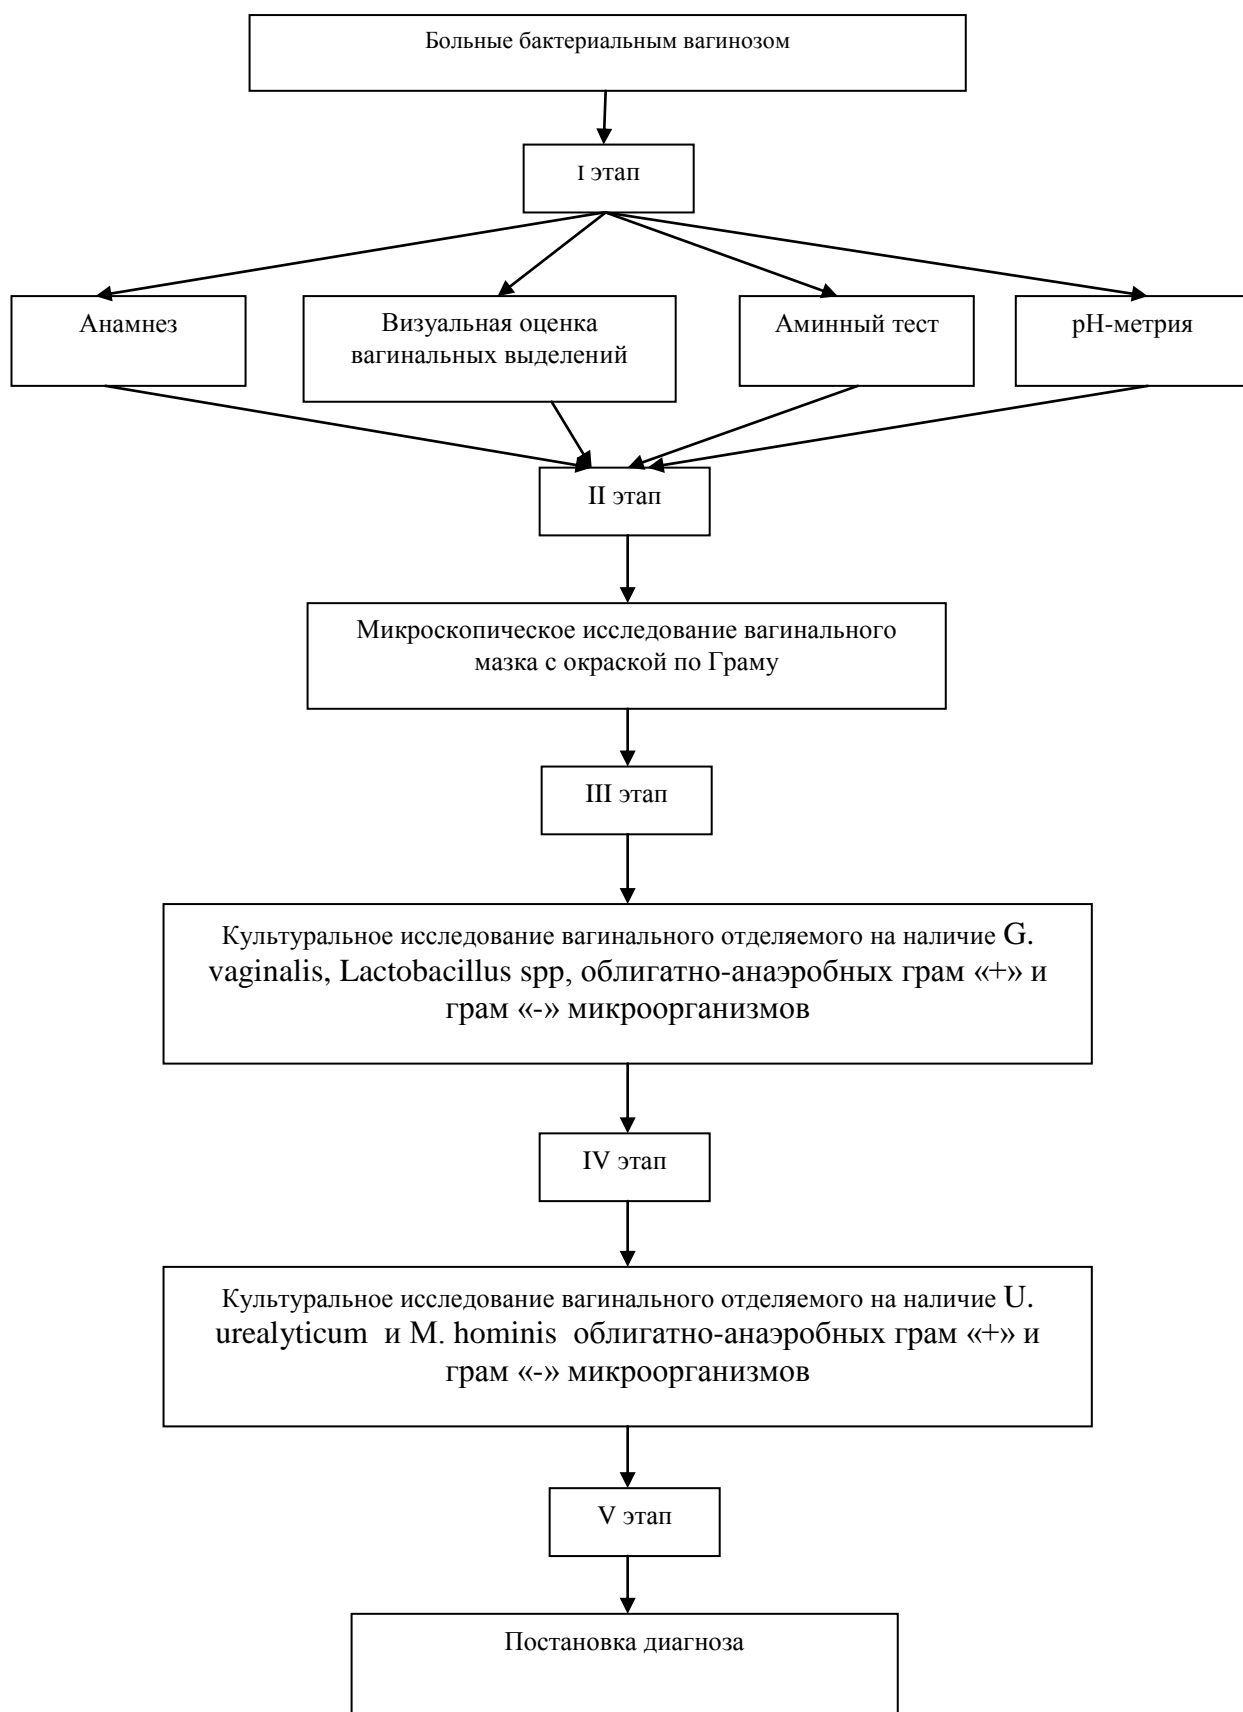 Больные бактериальным вагинозом
I этап
Анамнез
Визуальная оценка
вагинальных выделений
Аминный тест
pH-метрия
II этап
Микроскопическое исследование вагинального
мазка с окраской по Граму
III этап
Культуральное исследование вагинального отделяемого на наличие G.
vaginalis, Lactobacillus spp, облигатно-анаэробных грам «+» и
грам «-» микроорганизмов
IV этап
Культуральное исследование вагинального отделяемого на наличие U.
urealyticum и M. hominis облигатно-анаэробных грам «+» и
грам «-» микроорганизмов
V этап
Постановка диагноза